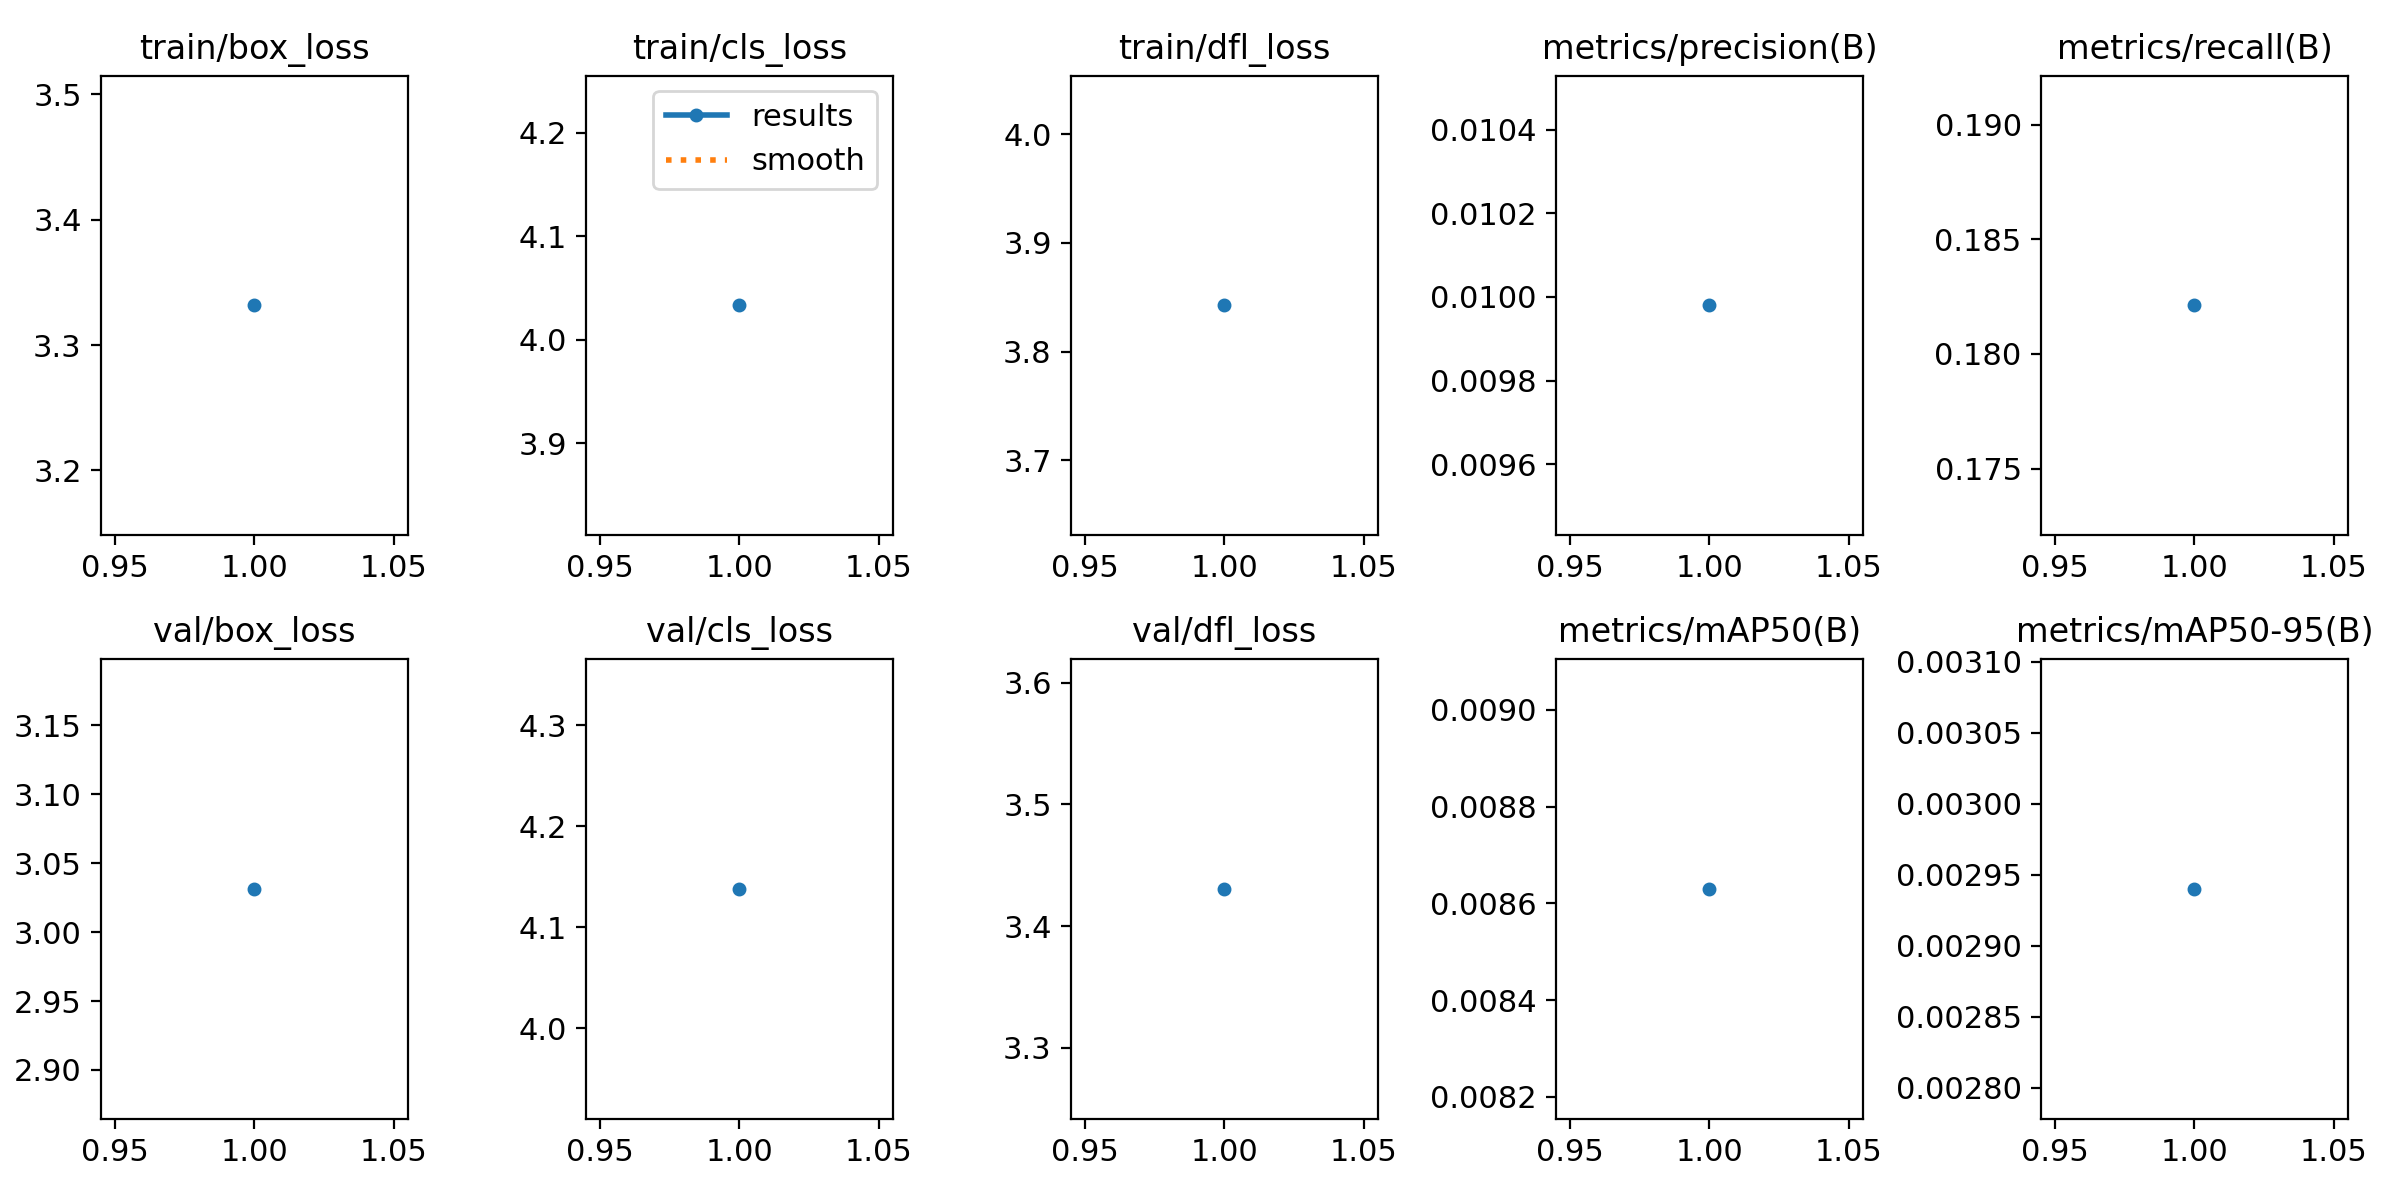 train/box_loss
3.5
3.4
3.3
3.2
0.95 1.00 1.05
train/cls_loss
results
smooth
4.2
4.1
4.0
3.9
0.95 1.00 1.05
train/dfl_loss
4.0
3.9
3.8
3.7
0.95 1.00 1.05
metrics/precision(B)
0.0104
0.0102
0.0100
0.0098
0.0096
0.95 1.00 1.05
metrics/recall(B)
0.190
0.185
0.180
0.175
0.95 1.00 1.05
val/box_loss
3.15
3.10
3.05
3.00
2.95
2.90
0.95 1.00 1.05
val/cls_loss
4.3
4.2
4.1
4.0
0.95 1.00 1.05
val/dfl_loss
3.6
3.5
3.4
3.3
0.95 1.00 1.05
metrics/mAP50(B)
0.0090
0.0088
0.0086
0.0084
0.0082
0.95 1.00 1.05
metrics/mAP50-95(B)
0.00310
0.00305
0.00300
0.00295
0.00290
0.00285
0.00280
0.95 1.00 1.05